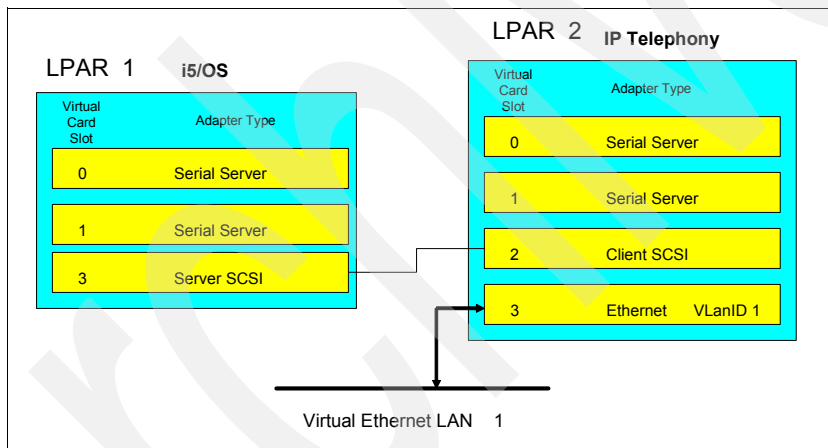 LPAR 1 i5/OS
Virtual
Card
Slot
Adapter Type
0 Serial Server
1 Serial Server
3 Server SCSI
LPAR 2 IP Telephony
Virtual
Card
Slot
Adapter Type
0 Serial Server
1 Serial Server
2 Client SCSI
3 Ethernet VLanID 1
Virtual Ethernet LAN 1